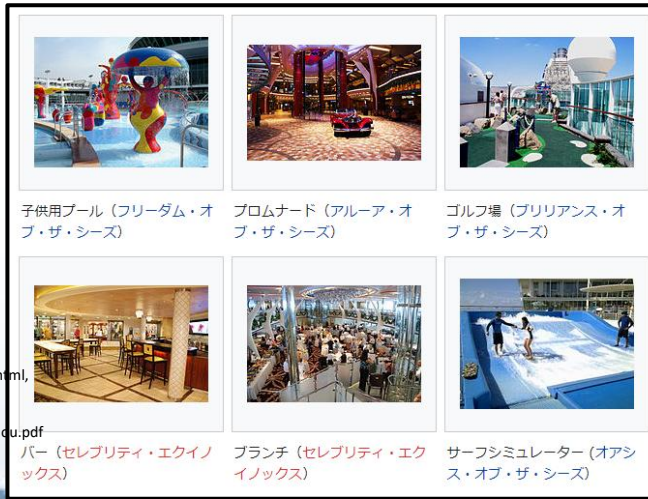 子供用プール（フリーダム・オ
ブ・ザ・シーズ）
プロムナード（アルーア・オ
ブ・ザ・シーズ）
ゴルフ場（ブリリアンス・オ
ブ・ザ・シーズ）
tml,
ou.pdf
バー（セレブリティ・エクイノ
ックス）
ブランチ（セレブリティ・エク
イノックス）
サーフシミュレーター (オアシ
ス・オブ・ザ・シーズ）